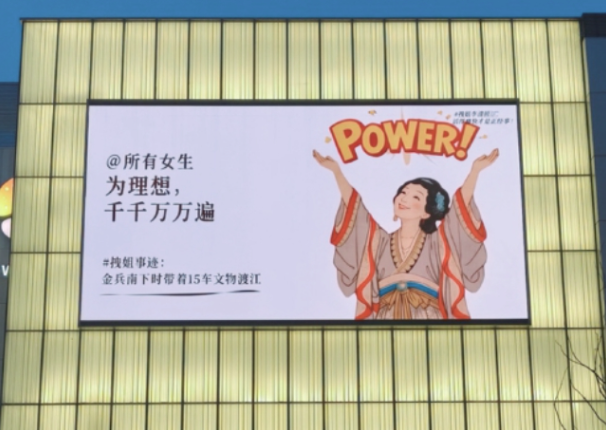 @所有女生
为理想，
千千万万遍
#拽姐事迹：
金兵南下时带着15车文物渡江
POWER!